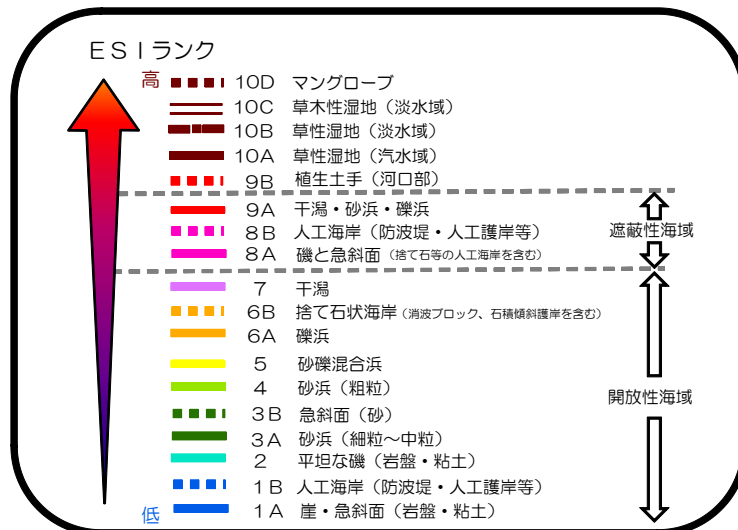 ESIランク
高
10D マングローブ
10C 草木性湿地（淡水域）
10B 草性湿地（淡水域）
10A 草性湿地（汽水域）
9B 植生土手（河口部）
9A 干潟・砂浜・礫浜
8B 人工海岸（防波堤・人工護岸等）
遮蔽性海域
8A 磯と急斜面（捨て石等の人工海岸を含む）
7 干潟
6B 捨て石状海岸（消波ブロック、石積傾斜護岸を含む）
6A 礫浜
5 砂礫混合浜
4 砂浜（粗粒）
開放性海域
3B 急斜面（砂）
3A 砂浜（細粒～中粒）
2 平坦な磯（岩盤・粘土）
1B 人工海岸（防波堤・人工護岸等）
1A 崖・急斜面（岩盤・粘土）
低